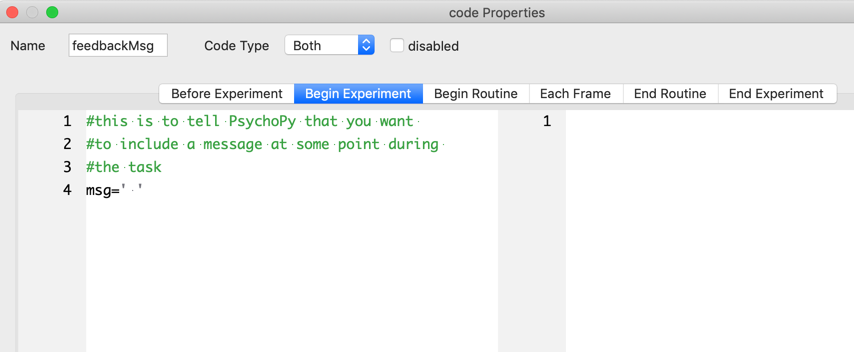 code Properties
Name feedbackMsg Code Type Both disabled
Before Experiment Begin Experiment Begin Routine Each Frame End Routine End Experiment
1 #this is to tell PsychoPy that you want 1
2 #to include a message at some point during
3 #the task
4 msg=' '